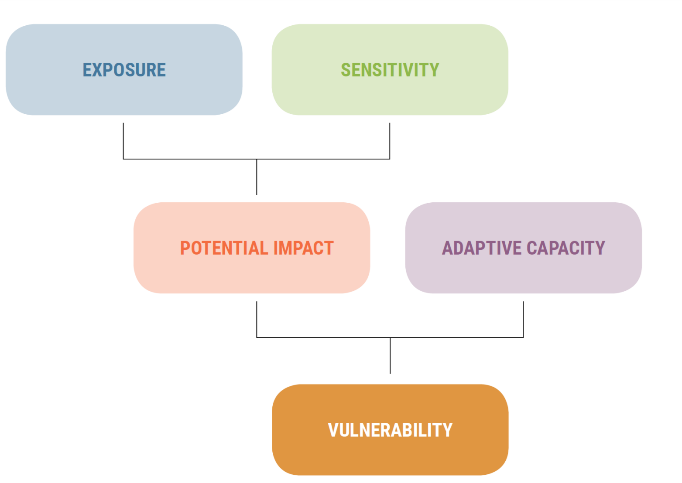 EXPOSURE
SENSITIVITY
POTENTIAL IMPACT
ADAPTIVE CAPACITY
VULNERABILITY